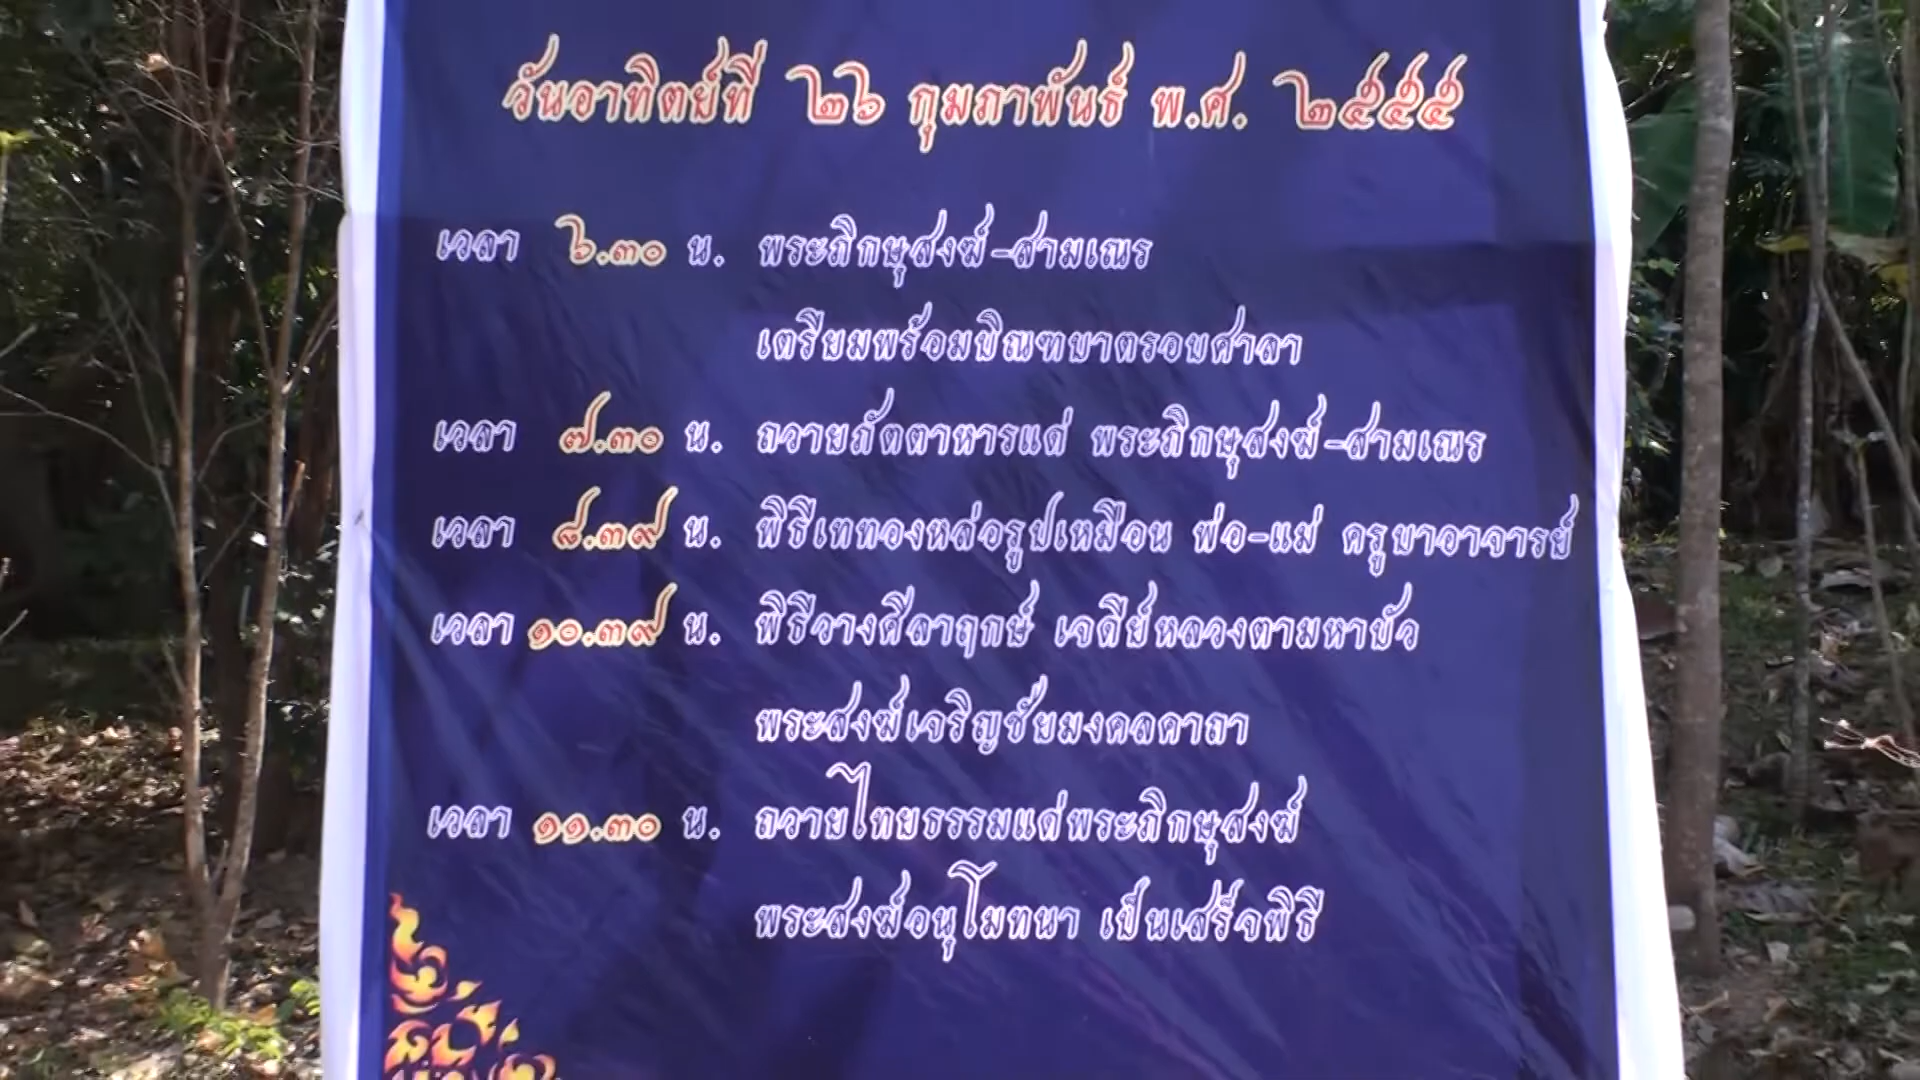 วันอาทิตย์ที่ ๒๖ กุมภาพันธ์ พ.ศ. ๒๕๕๕
เวลา ๖.๓๐ น. พระภิกษุสงฆ์-สามเณร
เตรียมพร้อมบิณฑบาตรอบศาลา
เวลา ๗.๓๐ น. ถวายภัตตาหารแด่ พระภิกษุสงฆ์-สามเณร
เวลา ๘.๓๙ น. พิธีเททองหล่อรูปเหมือน พ่อ-แม่ ครูบาอาจารย์
เวลา ๑๐.๓๙ น. พิธีวางศิลาฤกษ์ เจดีย์หลวงตามหาบัว
พระสงฆ์เจริญชัยมงคลคาถา
เวลา ๑๑.๓๐ น. ถวายไทยธรรมแด่พระภิกษุสงฆ์
พระสงฆ์อนุโมทนา เป็นเสร็จพิธี